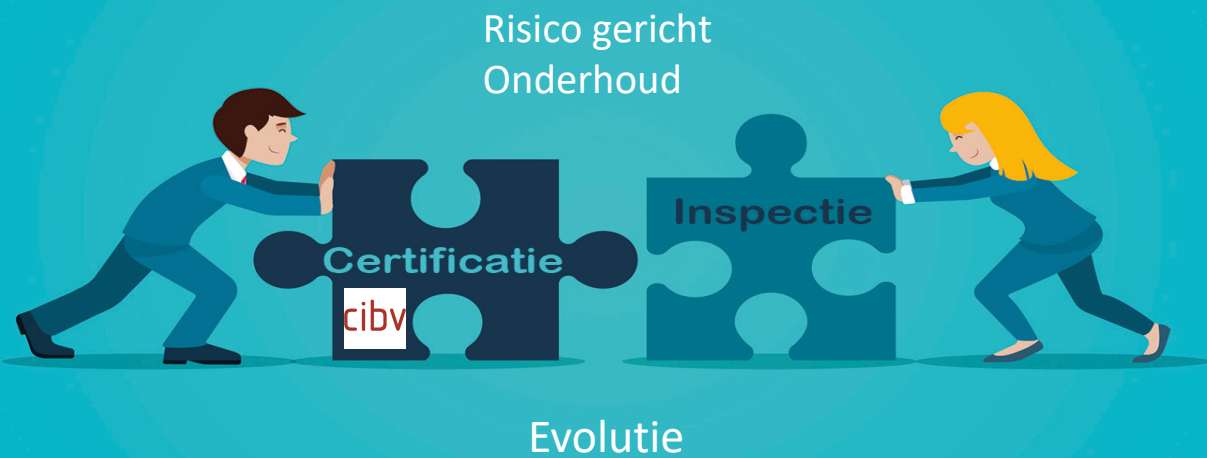 Risico gericht
Onderhoud
Inspectie
Certificatie
cibv
Evolutie